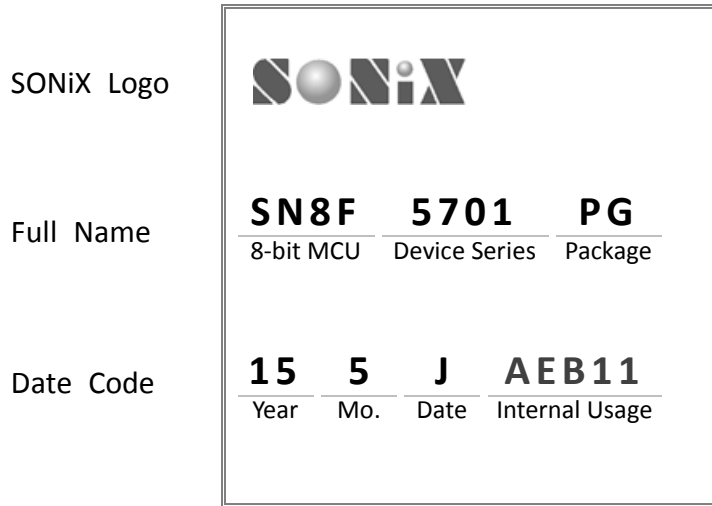 SONiX Logo
SONiX
Full Name
SN8F 5701 PG
8-bit MCU Device Series Package
Date Code
15 5 J AEB11
Year Mo. Date Internal Usage